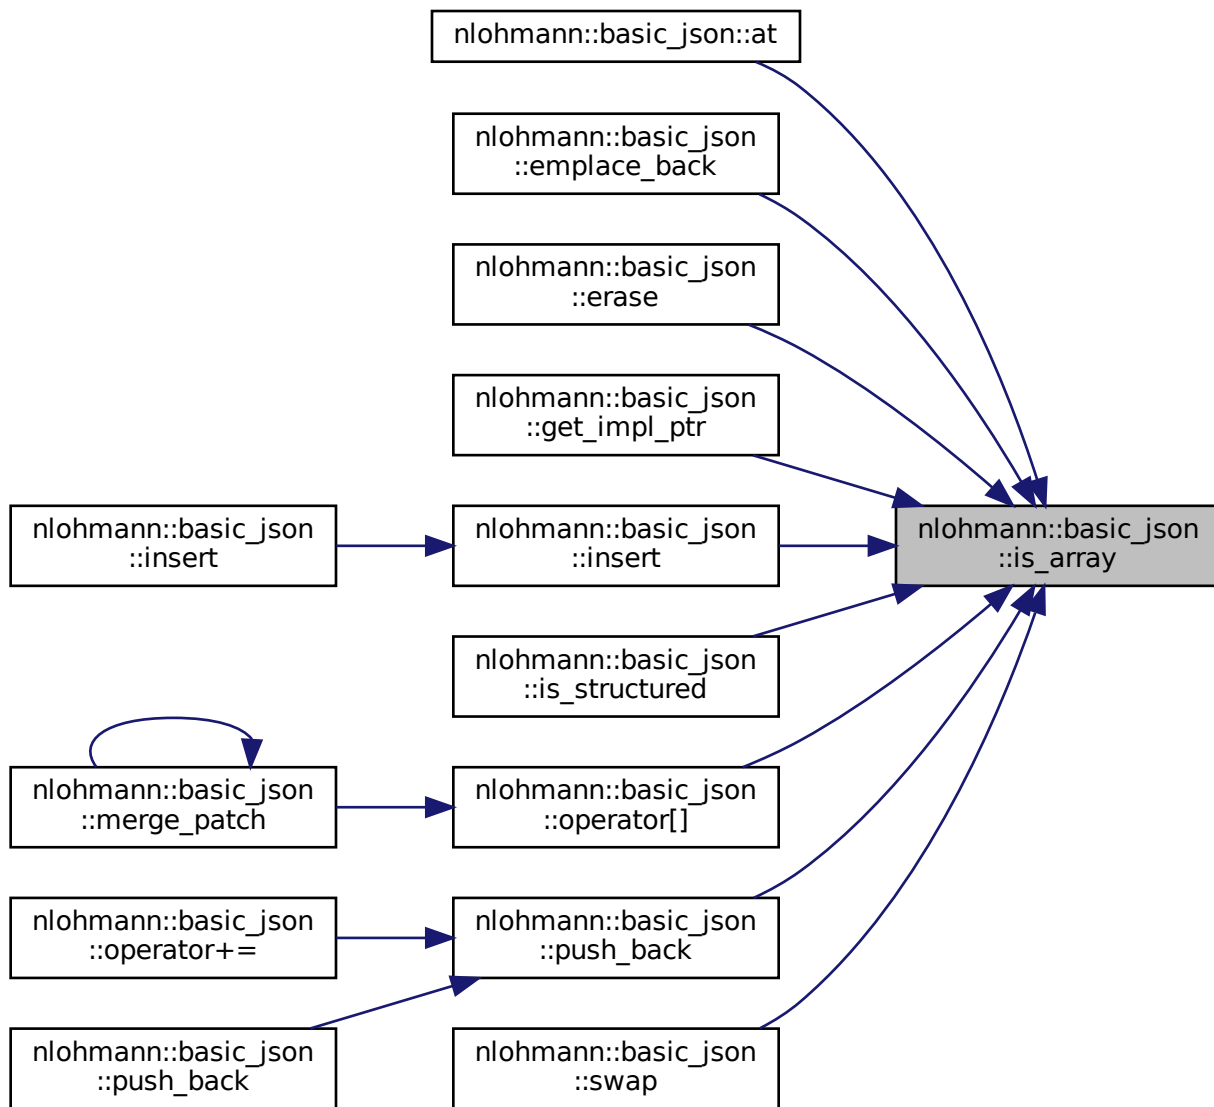 nlohmann::basic_json::at
nlohmann::basic_json
::emplace_back
nlohmann::basic_json
::erase
nlohmann::basic_json
::get_impl_ptr
nlohmann::basic_json
::insert
nlohmann::basic_json
::insert
nlohmann::basic_json
::is_array
nlohmann::basic_json
::is_structured
nlohmann::basic_json
::merge_patch
nlohmann::basic_json
::operator[]
nlohmann::basic_json
::operator+=
nlohmann::basic_json
::push_back
nlohmann::basic_json
::push_back
nlohmann::basic_json
::swap